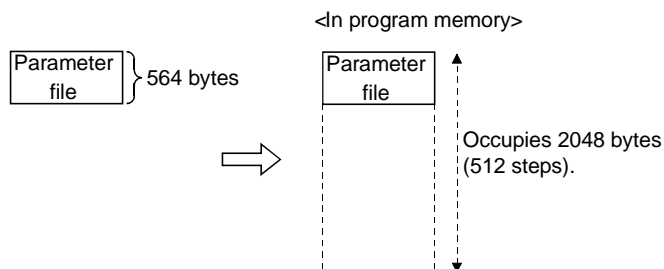 <In program memory>
Parameter
file
564 bytes
Parameter
file
Occupies 2048 bytes
(512 steps).